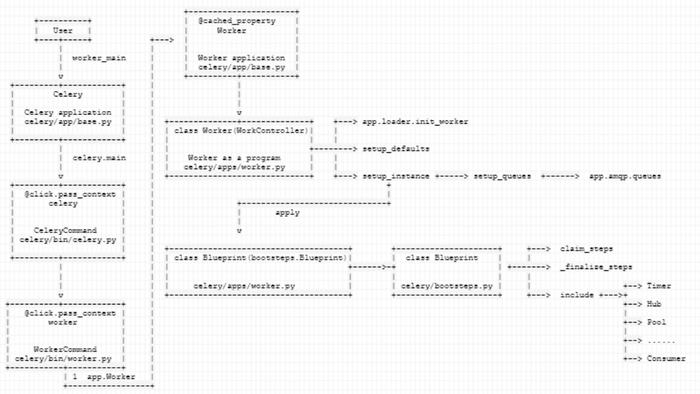 User
worker_main
Celery
Celery application
celery/app/base.py
celery.main
@click.pass_context
celery
CeleryCommand
celery/bin/celery.py
@click.pass_context
worker
WorkerCommand
celery/bin/worker.py
1 app.Worker
@cached_property
Worker
Worker application
celery/app/base.py
class Worker(WorkController)
Worker as a program
celery/apps/worker.py
app.loader.init_worker
setup_defaults
setup_instance
setup_queues
app.amqp.queues
apply
class Blueprint(bootsteps.Blueprint)
celery/apps/worker.py
class Blueprint
celery/bootsteps.py
claim_steps
_finalize_steps
include
Timer
Hub
Pool
......
Consumer